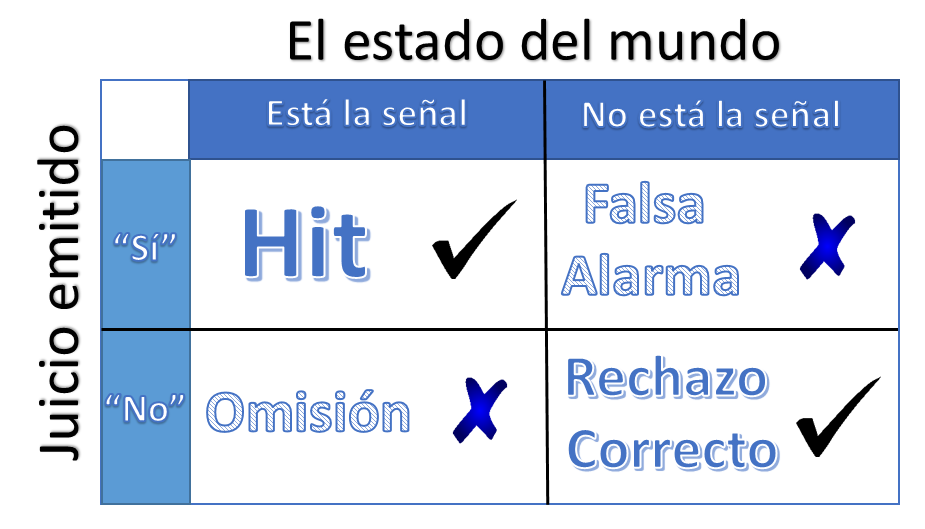 El estado del mundo
Juicio emitido
Está la señal
No está la señal
“Sí”
Hit
Falsa
Alarma
“No”
Omisión
Rechazo
Correcto